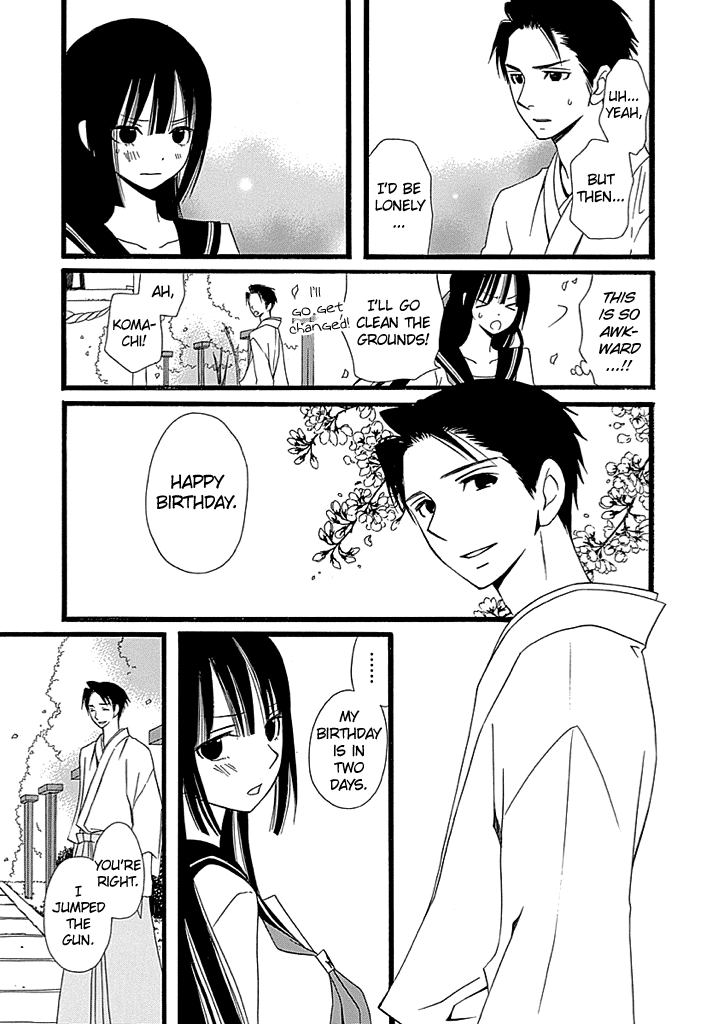 UH...
YEAH,
BUT
THEN...
I'D BE
LONELY
...
THIS
IS SO
AWK-
WARD
...!!
I'LL GO
CLEAN THE
GROUNDS!
I'll
go get
changed!
AH,
KOMA-
CHI!
HAPPY
BIRTHDAY.
........
MY
BIRTHDAY
IS IN
TWO
DAYS.
YOU'RE
RIGHT.
I
JUMPED
THE
GUN.